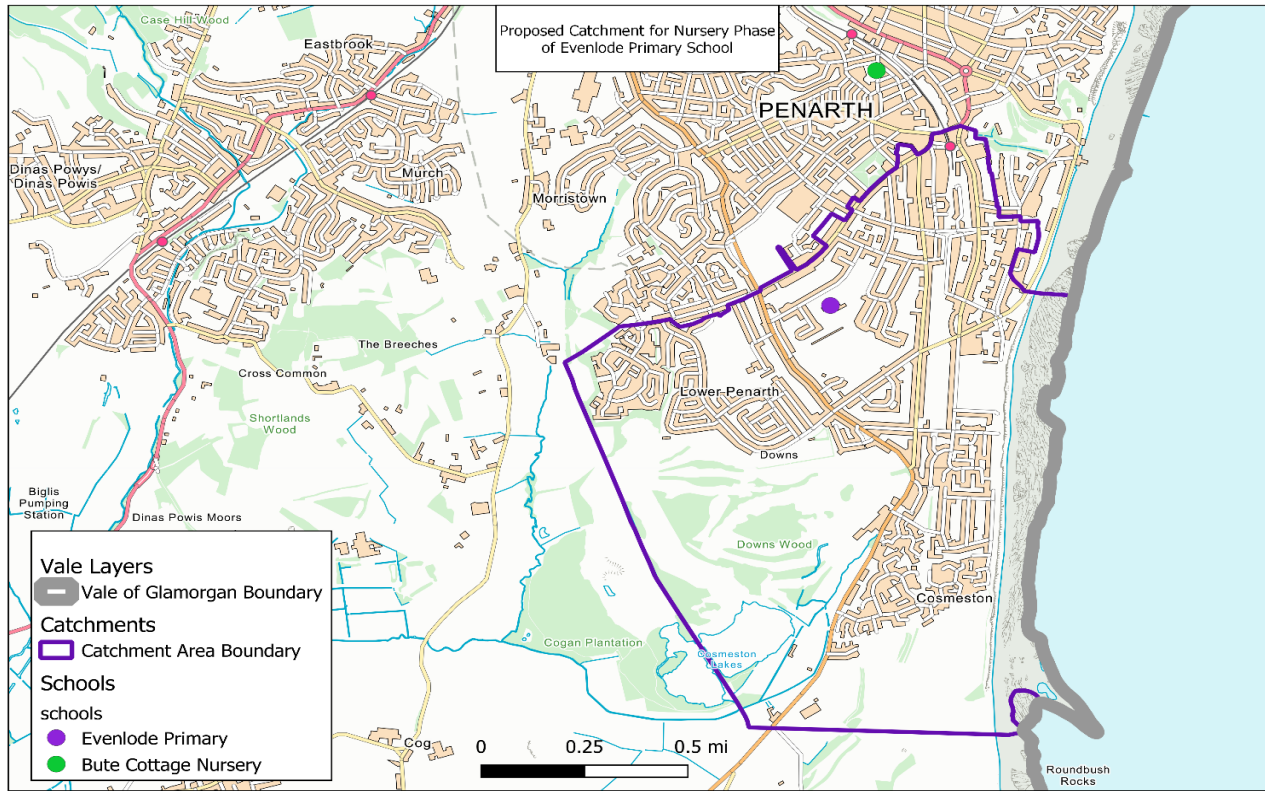 Proposed Catchment for Nursery Phase
of Evenlode Primary School
Case Hill Wood
Eastbrook
PENARTH
Dinas Powys/
Dinas Powis
Murch
Morristown
The Breeches
Cross Common
Lower Penarth
Shortlands
Wood
Downs
Biglis
Pumping
Station
Dinas Powis Moors
Downs Wood
Cosmeston
Cogan Plantation
Cosmeston
Lakes
Cog
Roundbush
Rocks
Vale Layers
Vale of Glamorgan Boundary
Catchments
Catchment Area Boundary
Schools
schools
Evenlode Primary
Bute Cottage Nursery
0 0.25 0.5 mi